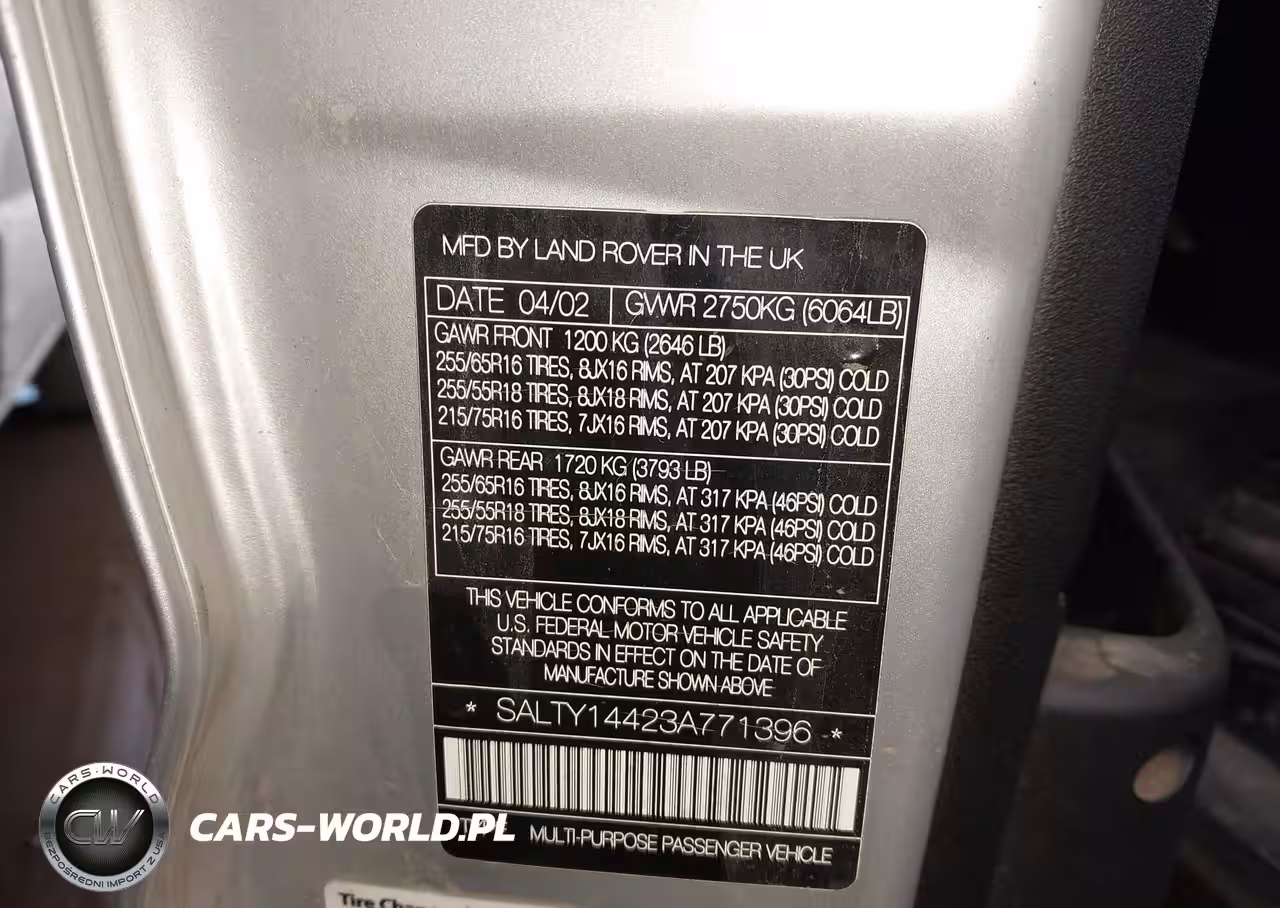 MFD BY LAND ROVER IN THE UK
DATE 04/02 GVWR 2750KG (6064LB)
GAWR FRONT 1200 KG (2646 LB)
255/65R16 TIRES, 8JX16 RIMS, AT 207 KPA (30PSI) COLD
255/55R18 TIRES, 8JX18 RIMS, AT 207 KPA (30PSI) COLD
215/75R16 TIRES, 7JX16 RIMS, AT 207 KPA (30PSI) COLD
GAWR REAR 1720 KG (3793 LB)
255/65R16 TIRES, 8JX16 RIMS, AT 317 KPA (46PSI) COLD
255/55R18 TIRES, 8JX18 RIMS, AT 317 KPA (46PSI) COLD
215/75R16 TIRES, 7JX16 RIMS, AT 317 KPA (46PSI) COLD
THIS VEHICLE CONFORMS TO ALL APPLICABLE
U.S. FEDERAL MOTOR VEHICLE SAFETY
STANDARDS IN EFFECT ON THE DATE OF
MANUFACTURE SHOWN ABOVE
* SALTY14423A771396 *
MULTI-PURPOSE PASSENGER VEHICLE
CARS-WORLD
CW
BEZPOŚREDNI IMPORT Z USA
CARS-WORLD.PL
Tire